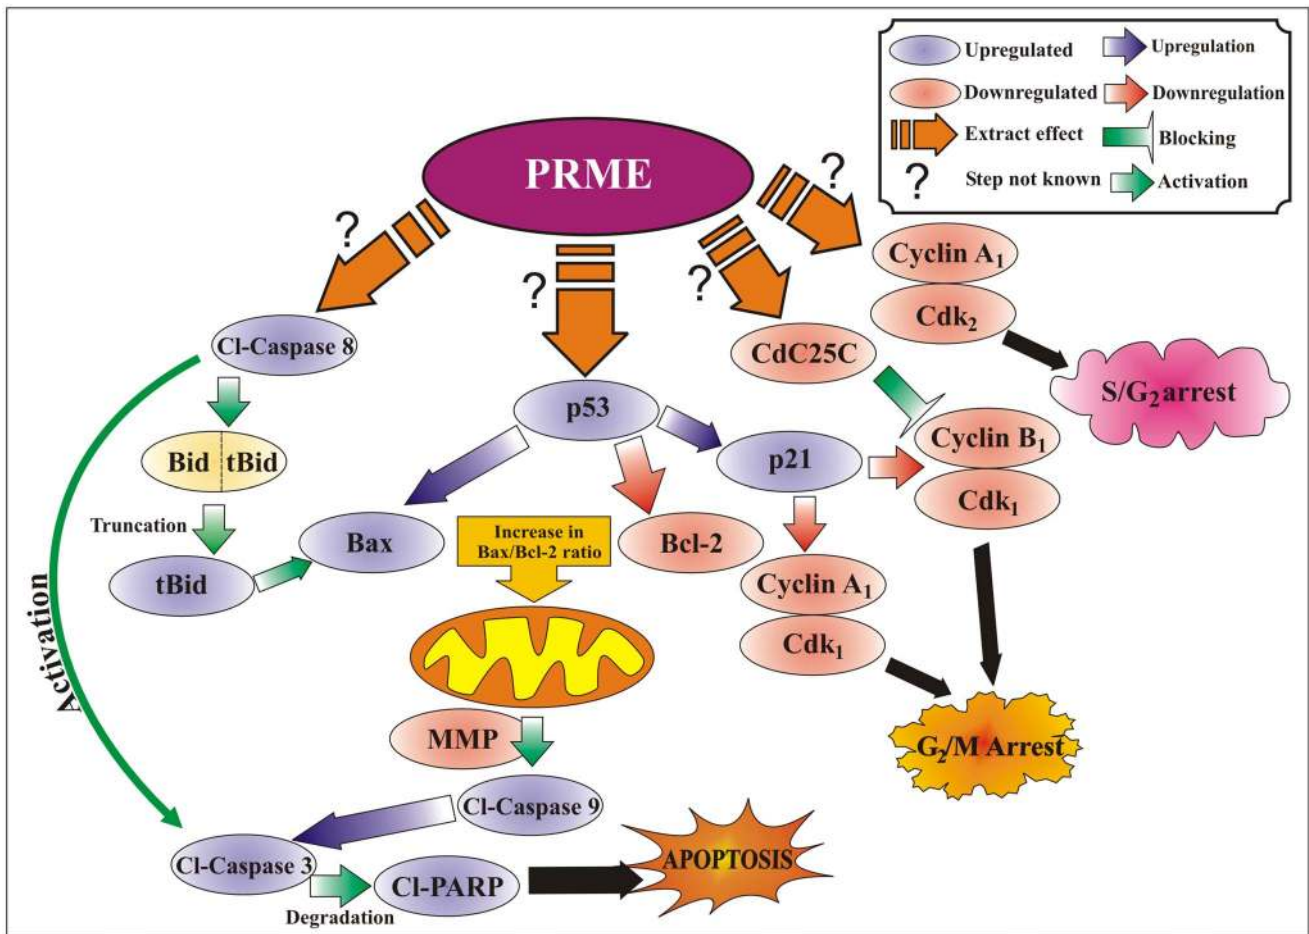 Upregulated
Upregulation
Downregulated
Downregulation
Extract effect
Blocking
?
Step not known
Activation
PRME
?
?
?
?
Cyclin A1
Cdk2
S/G2 arrest
Cl-Caspase 8
CdC25C
p53
Cyclin B1
Cdk1
Bid
tBid
p21
Truncation
Bax
Increase in
Bax/Bcl-2 ratio
Bcl-2
tBid
Cyclin A1
Cdk1
Activation
MMP
G2/M Arrest
Cl-Caspase 9
Cl-Caspase 3
Cl-PARP
APOPTOSIS
Degradation